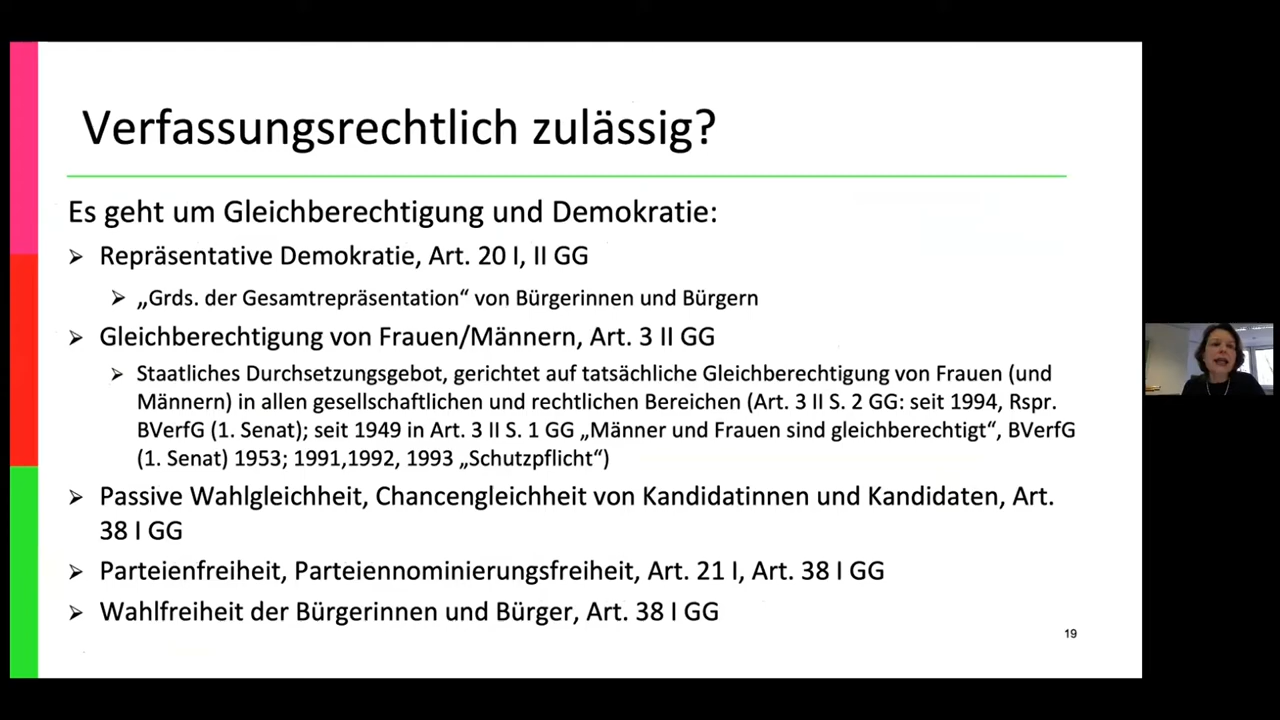 Verfassungsrechtlich zulässig?
Es geht um Gleichberechtigung und Demokratie:
➢ Repräsentative Demokratie, Art. 20 I, II GG
➢ „Grds. der Gesamtrepräsentation“ von Bürgerinnen und Bürgern
➢ Gleichberechtigung von Frauen/Männern, Art. 3 II GG
➢ Staatliches Durchsetzungsgebot, gerichtet auf tatsächliche Gleichberechtigung von Frauen (und
Männern) in allen gesellschaftlichen und rechtlichen Bereichen (Art. 3 II S. 2 GG: seit 1994, Rspr.
BVerfG (1. Senat); seit 1949 in Art. 3 II S. 1 GG „Männer und Frauen sind gleichberechtigt“, BVerfG
(1. Senat) 1953; 1991,1992, 1993 „Schutzpflicht“)
➢ Passive Wahlgleichheit, Chancengleichheit von Kandidatinnen und Kandidaten, Art.
38 I GG
➢ Parteienfreiheit, Parteiennominierungsfreiheit, Art. 21 I, Art. 38 I GG
➢ Wahlfreiheit der Bürgerinnen und Bürger, Art. 38 I GG
19